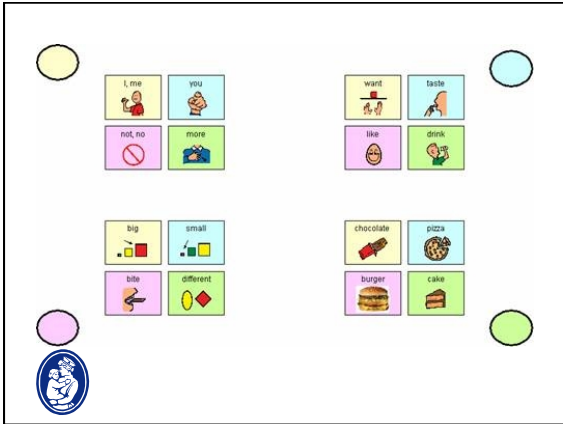 I, me
you
not, no
more
want
taste
like
drink
big
small
bite
different
chocolate
pizza
burger
cake